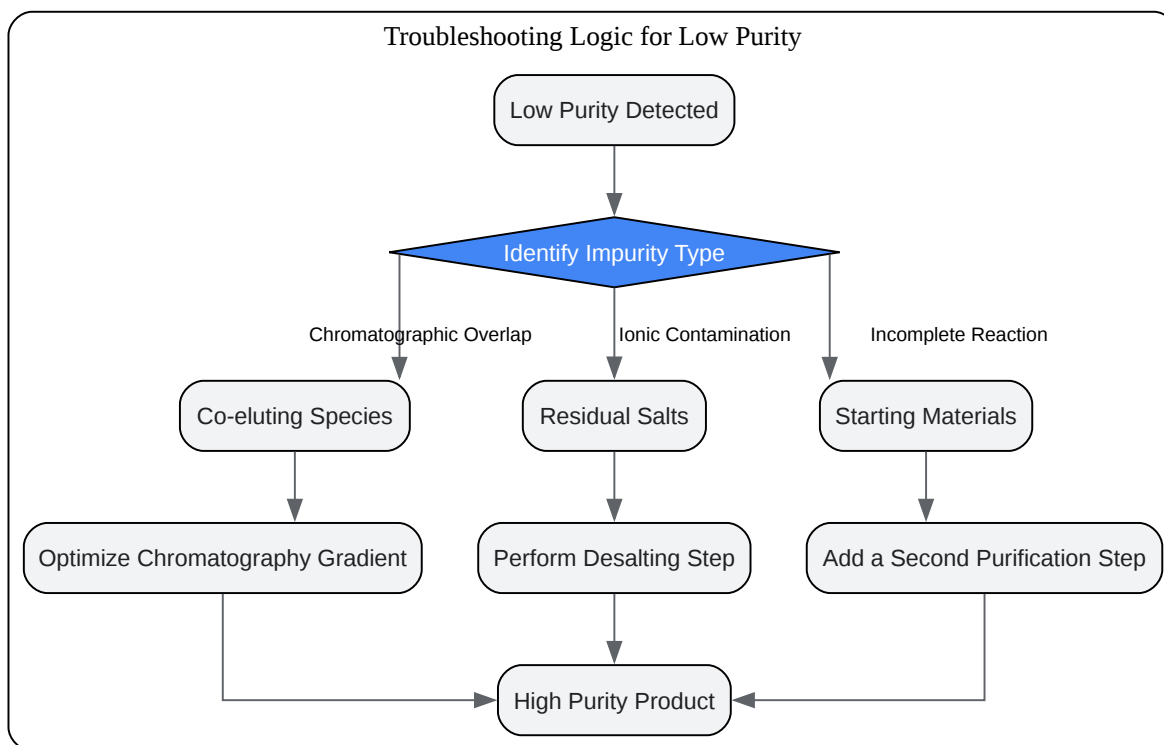 Troubleshooting Logic for Low Purity
Low Purity Detected
Identify Impurity Type
Chromatographic Overlap
Ionic Contamination
Incomplete Reaction
Co-eluting Species
Residual Salts
Starting Materials
Optimize Chromatography Gradient
Perform Desalting Step
Add a Second Purification Step
High Purity Product